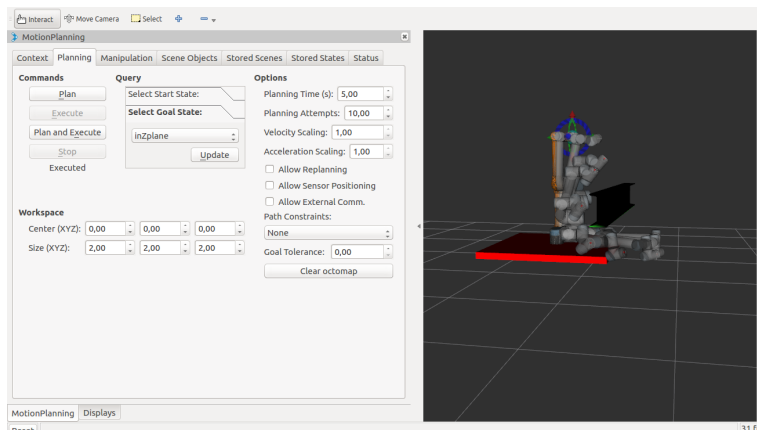 Interact Move Camera Select
MotionPlanning
Context Planning Manipulation Scene Objects Stored Scenes Stored States Status
Commands Query Options
Plan Select Start State: Planning Time (s): 5,00
Execute Select Goal State: Planning Attempts: 10,00
Plan and Execute inZplane Velocity Scaling: 1,00
Stop Update Acceleration Scaling: 1,00
Executed Allow Replanning
Allow Sensor Positioning
Allow External Comm.
Workspace Path Constraints:
Center (XYZ): 0,00 0,00 0,00 None
Size (XYZ): 2,00 2,00 2,00 Goal Tolerance: 0,00
Clear octomap
MotionPlanning Displays